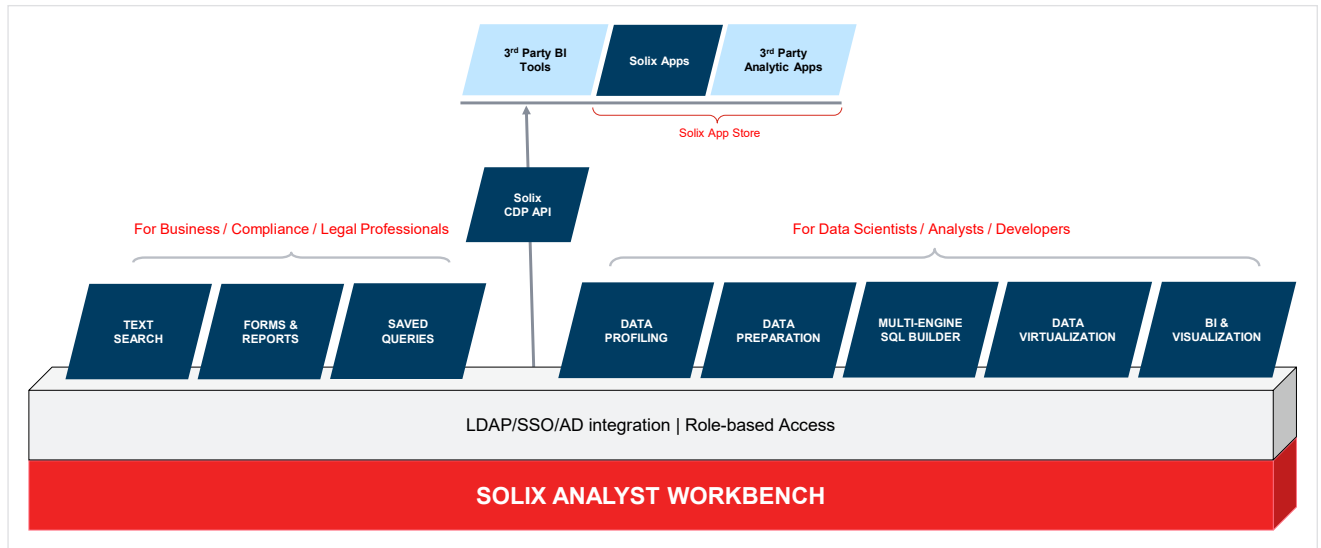 3rd Party BI
Tools
Solix Apps
3rd Party
Analytic Apps
Solix App Store
Solix
CDP API
For Business / Compliance / Legal Professionals
For Data Scientists / Analysts / Developers
TEXT
SEARCH
FORMS &
REPORTS
SAVED
QUERIES
DATA
PROFILING
DATA
PREPARATION
MULTI-ENGINE
SQL BUILDER
DATA
VIRTUALIZATION
BI &
VISUALIZATION
LDAP/SSO/AD integration | Role-based Access
SOLIX ANALYST WORKBENCH